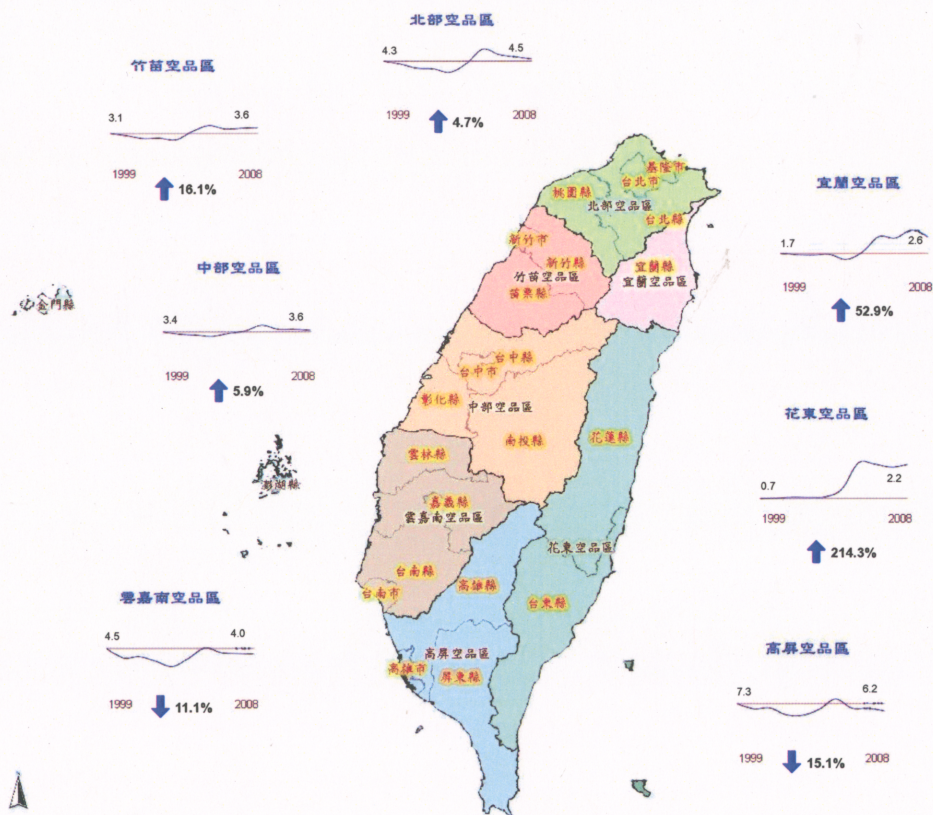 北部空品區
4.3
4.5
1999
4.7%
2008
竹苗空品區
3.1
3.6
1999
16.1%
2008
宜蘭空品區
1.7
2.6
1999
52.9%
2008
中部空品區
3.4
3.6
1999
5.9%
2008
花東空品區
0.7
2.2
1999
214.3%
2008
雲嘉南空品區
4.5
4.0
1999
11.1%
2008
高屏空品區
7.3
6.2
1999
15.1%
2008
基隆市
台北市
桃園縣
北部空品區
台北縣
新竹市
新竹縣
竹苗空品區
苗栗縣
宜蘭縣
宜蘭空品區
金門縣
台中縣
台中市
彰化縣
中部空品區
南投縣
花蓮縣
雲林縣
澎湖縣
嘉義縣
雲嘉南空品區
花東空品區
台南縣
台南市
高雄縣
台東縣
高屏空品區
高雄市
屏東縣